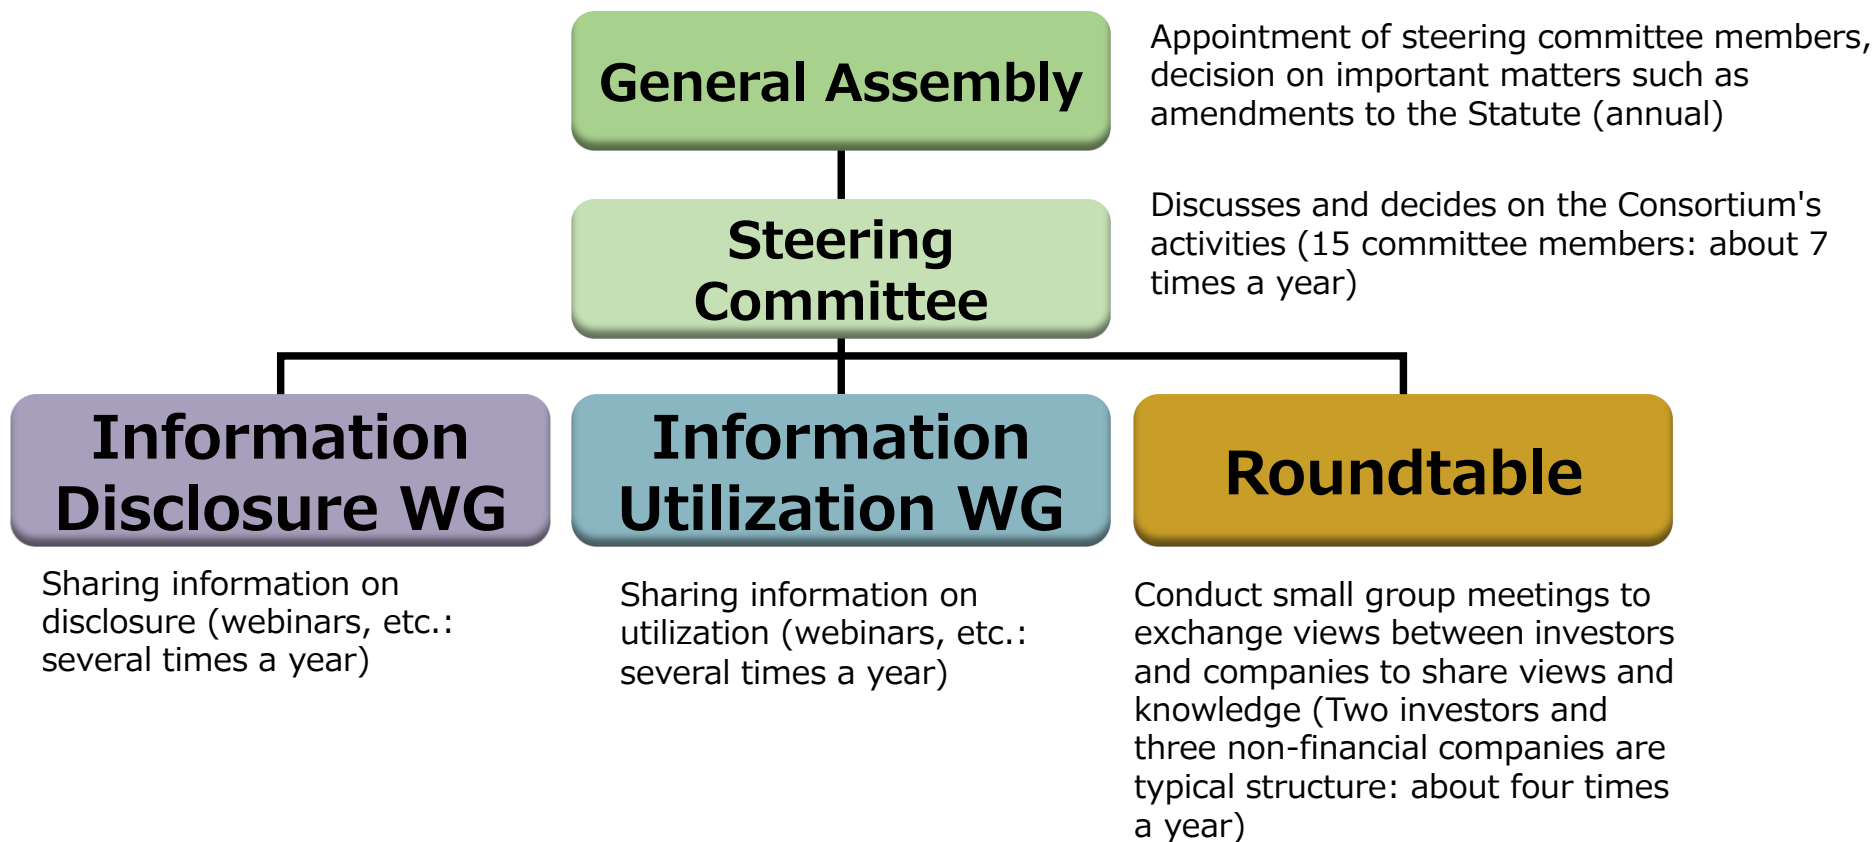 General Assembly
Appointment of steering committee members,
decision on important matters such as
amendments to the Statute (annual)
Steering
Committee
Discusses and decides on the Consortium's
activities (15 committee members: about 7
times a year)
Information
Disclosure WG
Information
Utilization WG
Roundtable
Sharing information on
disclosure (webinars, etc.:
several times a year)
Sharing information on
utilization (webinars, etc.:
several times a year)
Conduct small group meetings to
exchange views between investors
and companies to share views and
knowledge (Two investors and
three non-financial companies are
typical structure: about four times
a year)